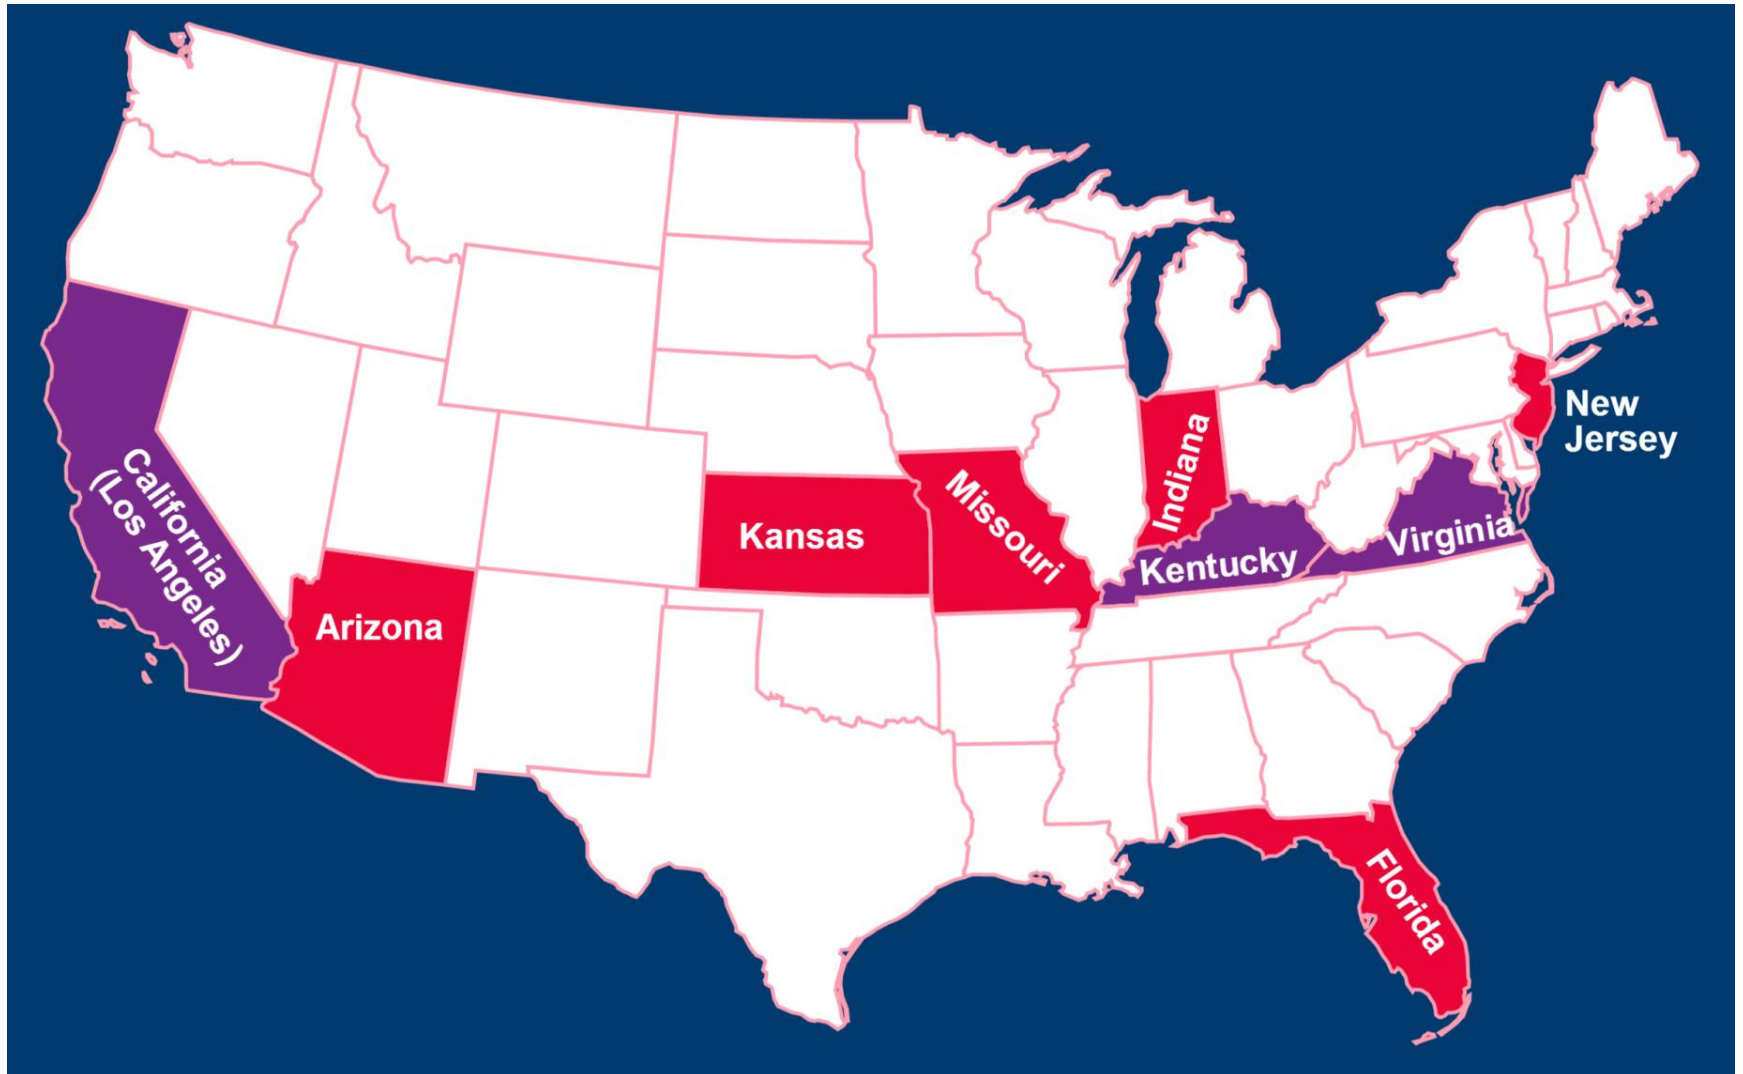 New
Jersey
Indiana
Missouri
Kansas
Virginia
Kentucky
California
(Los Angeles)
Arizona
Florida